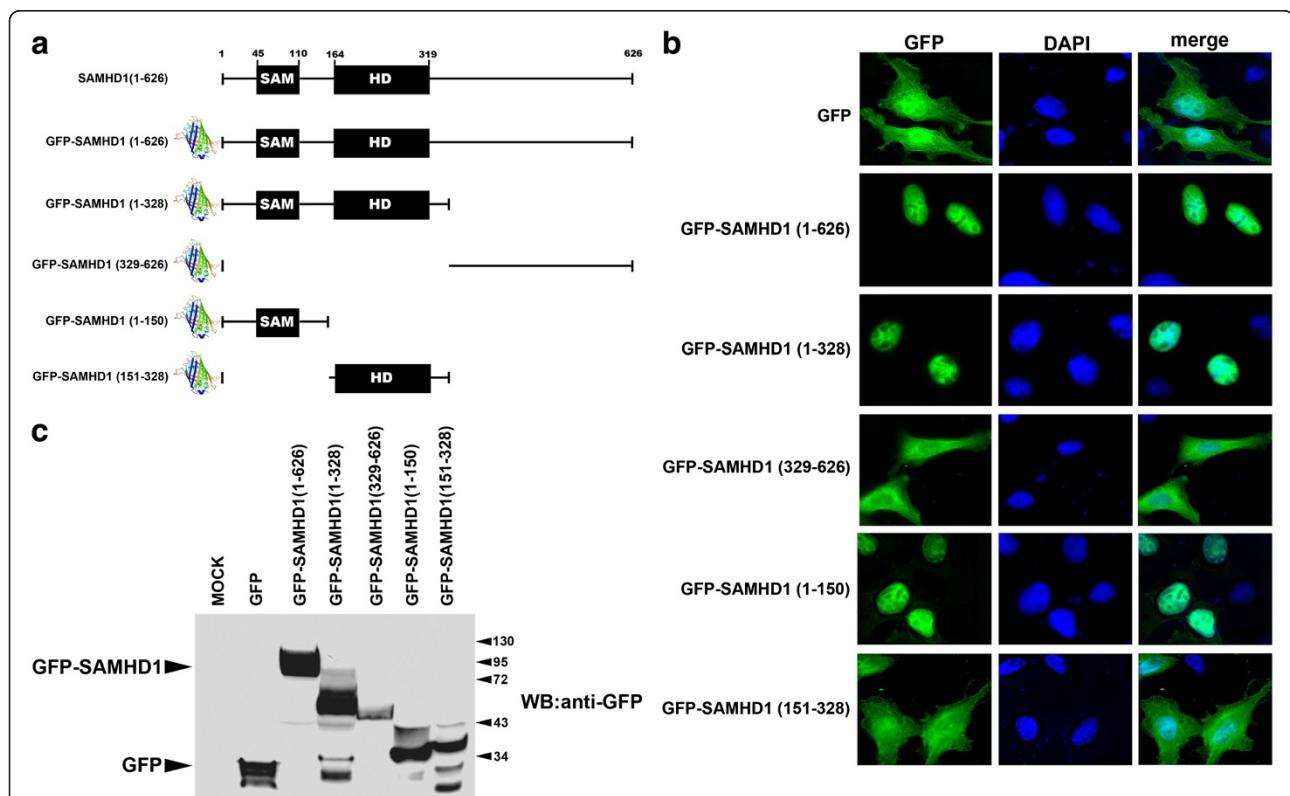 a
1 45 110 164 319 626
SAMHD1(1-626)
SAM
HD
GFP-SAMHD1 (1-626)
SAM
HD
GFP-SAMHD1 (1-328)
SAM
HD
GFP-SAMHD1 (329-626)
GFP-SAMHD1 (1-150)
SAM
GFP-SAMHD1 (151-328)
HD
b
GFP DAPI merge
GFP
GFP-SAMHD1 (1-626)
GFP-SAMHD1 (1-328)
GFP-SAMHD1 (329-626)
GFP-SAMHD1 (1-150)
GFP-SAMHD1 (151-328)
c
MOCK
GFP
GFP-SAMHD1(1-626)
GFP-SAMHD1(1-328)
GFP-SAMHD1(329-626)
GFP-SAMHD1(1-150)
GFP-SAMHD1(151-328)
GFP-SAMHD1
GFP
130
95
72
43
34
WB:anti-GFP